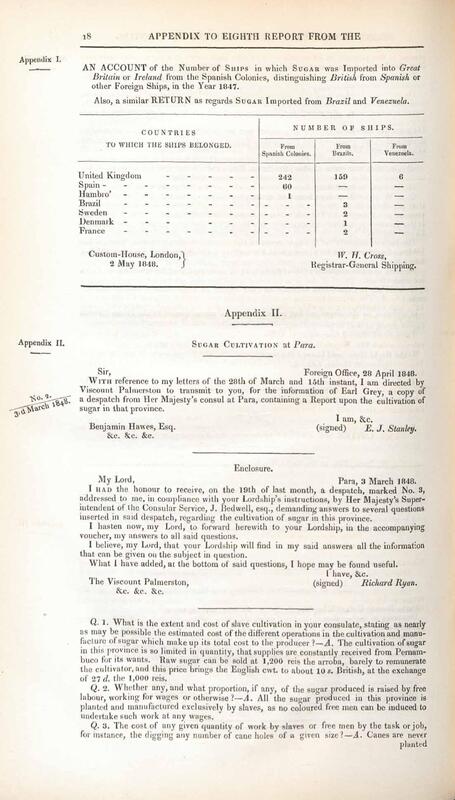 18 APPENDIX TO EIGHTH REPORT FROM THE
Appendix I.
AN ACCOUNT of the Number of SHIPS in which SUGAR was Imported into Great
Britain or Ireland from the Spanish Colonies, distinguishing British from Spanish or
other Foreign Ships, in the Year 1847.
Also, a similar RETURN as regards SUGAR Imported from Brazil and Venezuela.
COUNTRIES
TO WHICH THE SHIPS BELONGED.
NUMBER OF SHIPS.
From Spanish Colonies. From Brazils. From Venezuela.
United Kingdom - - - - - 242 159 6
Spain - - - - - - - 60 — —
Hambro' - - - - - - 1 — —
Brazil - - - - - - - - - 3 —
Sweden - - - - - - - - - 2 —
Denmark - - - - - - - - - 1 —
France - - - - - - - - - 2 —
Custom-House, London,}
2 May 1848.
W. H. Cross,
Registrar-General Shipping.
Appendix II.
Appendix II.
SUGAR CULTIVATION at Para.
Sir, Foreign Office, 28 April 1848.
No. 2.
3d March 1848.
WITH reference to my letters of the 28th of March and 15th instant, I am directed by
Viscount Palmerston to transmit to you, for the information of Earl Grey, a copy of
a despatch from Her Majesty's consul at Para, containing a Report upon the cultivation of
sugar in that province.
I am, &c.
Benjamin Hawes, Esq. (signed) E. J. Stanley.
&c. &c. &c.
Enclosure.
My Lord, Para, 3 March 1848.
I HAD the honour to receive, on the 19th of last month, a despatch, marked No. 3,
addressed to me, in compliance with your Lordship's instructions, by Her Majesty's Super-
intendent of the Consular Service, J. Bedwell, esq., demanding answers to several questions
inserted in said despatch, regarding the cultivation of sugar in this province.
I hasten now, my Lord, to forward herewith to your Lordship, in the accompanying
voucher, my answers to all said questions.
I believe, my Lord, that your Lordship will find in my said answers all the information
that can be given on the subject in question.
What I have added, at the bottom of said questions, I hope may be found useful.
I have, &c.
The Viscount Palmerston, (signed) Richard Ryan.
&c. &c. &c.
Q. 1. What is the extent and cost of slave cultivation in your consulate, stating as nearly
as may be possible the estimated cost of the different operations in the cultivation and manu-
facture of sugar which make up its total cost to the producer?—A. The cultivation of sugar
in this province is so limited in quantity, that supplies are constantly received from Pernam-
buco for its wants. Raw sugar can be sold at 1,200 reis the arroba, barely to remunerate
the cultivator, and this price brings the English cwt. to about 10 s. British, at the exchange
of 27 d. the 1,000 reis.
Q. 2. Whether any, and what proportion, if any, of the sugar produced is raised by free
labour, working for wages or otherwise?—A. All the sugar produced in this province is
planted and manufactured exclusively by slaves, as no coloured free men can be induced to
undertake such work at any wages.
Q. 3. The cost of any given quantity of work by slaves or free men by the task or job,
for instance, the digging any number of cane holes of a given size?—A. Canes are never
planted